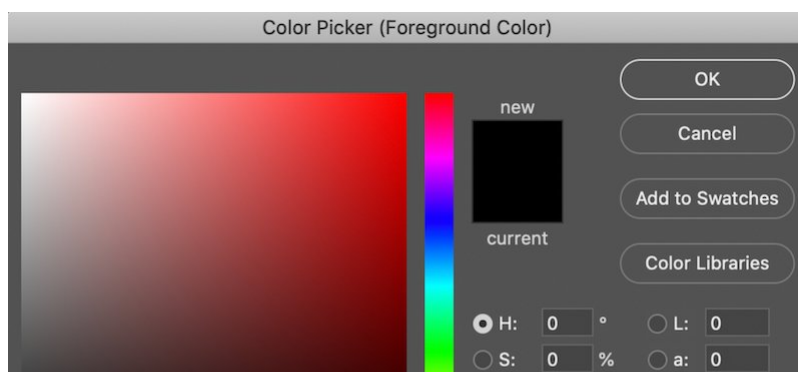 Color Picker (Foreground Color)
OK
new
Cancel
Add to Swatches
current
Color Libraries
H: 0 ° L: 0
S: 0 % a: 0